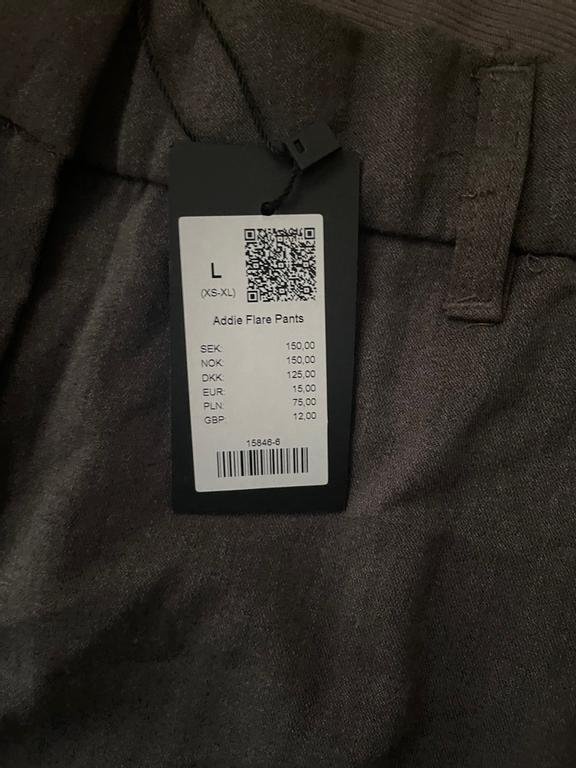 L
(XS-XL)
Addie Flare Pants
SEK: 150,00
NOK: 150,00
DKK: 125,00
EUR: 15,00
PLN: 75,00
GBP: 12,00
15846-6